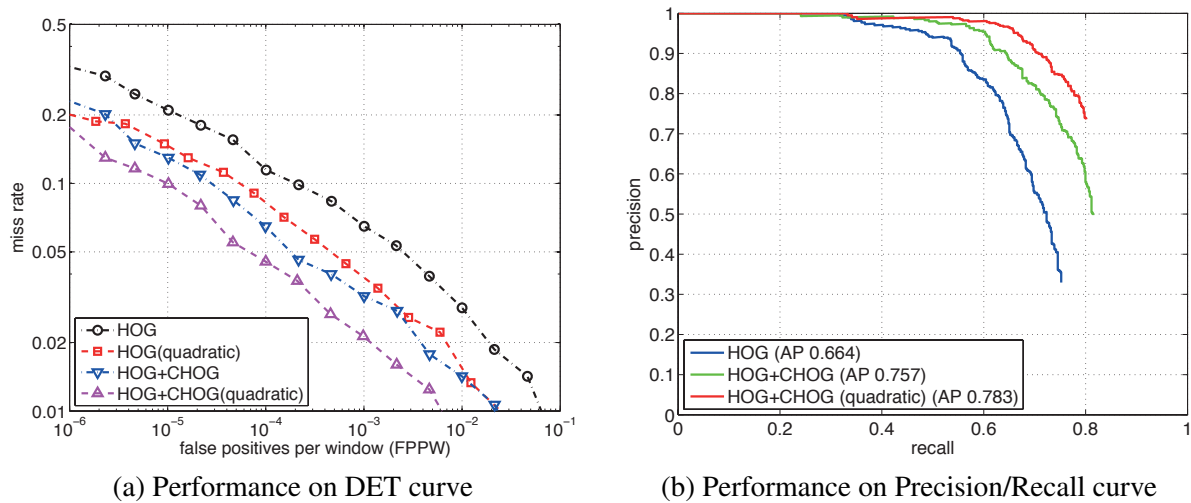 0.5
0.2
0.1
0.05
0.02
0.01
miss rate
10^-6 10^-5 10^-4 10^-3 10^-2 10^-1
false positives per window (FPPW)
HOG
HOG(quadratic)
HOG+CHOG
HOG+CHOG(quadratic)
(a) Performance on DET curve
1
0.9
0.8
0.7
0.6
0.5
0.4
0.3
0.2
0.1
0
precision
0 0.2 0.4 0.6 0.8 1
recall
HOG (AP 0.664)
HOG+CHOG (AP 0.757)
HOG+CHOG (quadratic) (AP 0.783)
(b) Performance on Precision/Recall curve